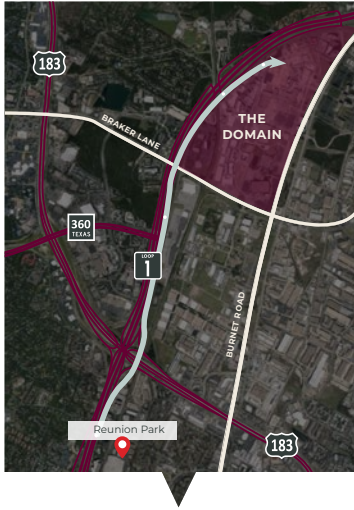 183
THE
DOMAIN
BRAKER LANE
360
TEXAS
LOOP
1
BURNET ROAD
Reunion Park
183